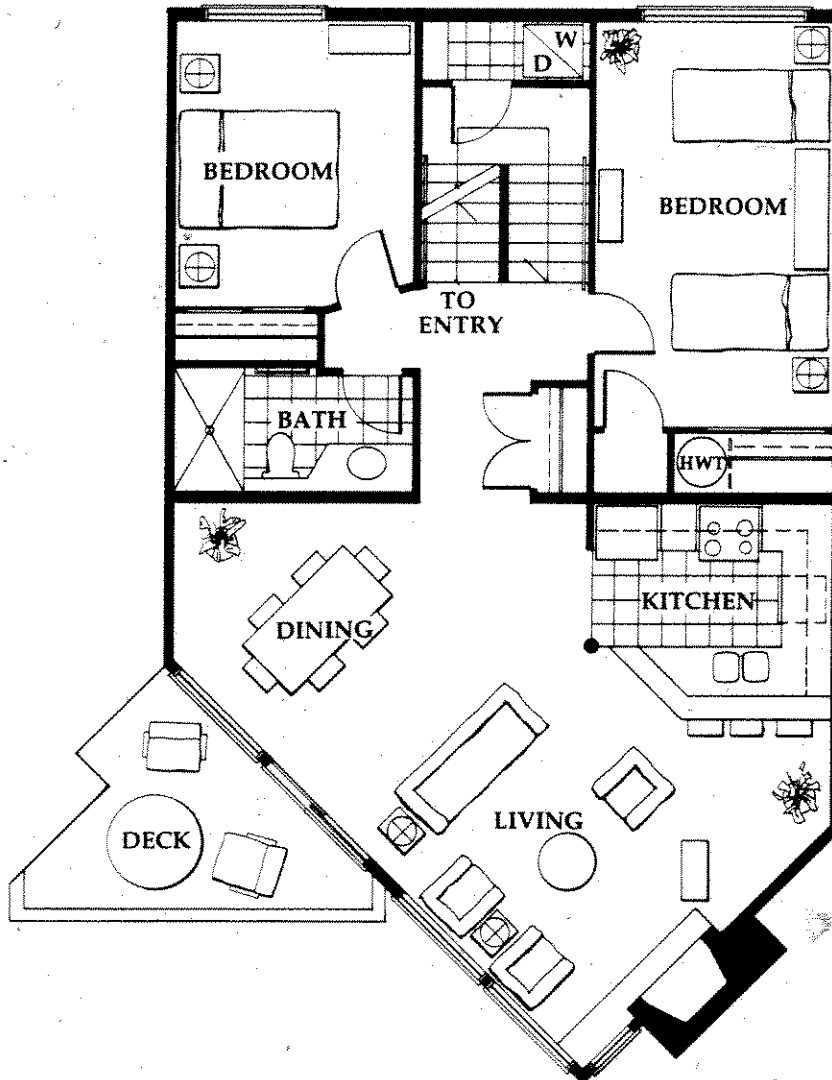 W
D
BEDROOM
BEDROOM
TO
ENTRY
BATH
HWT
KITCHEN
DINING
LIVING
DECK